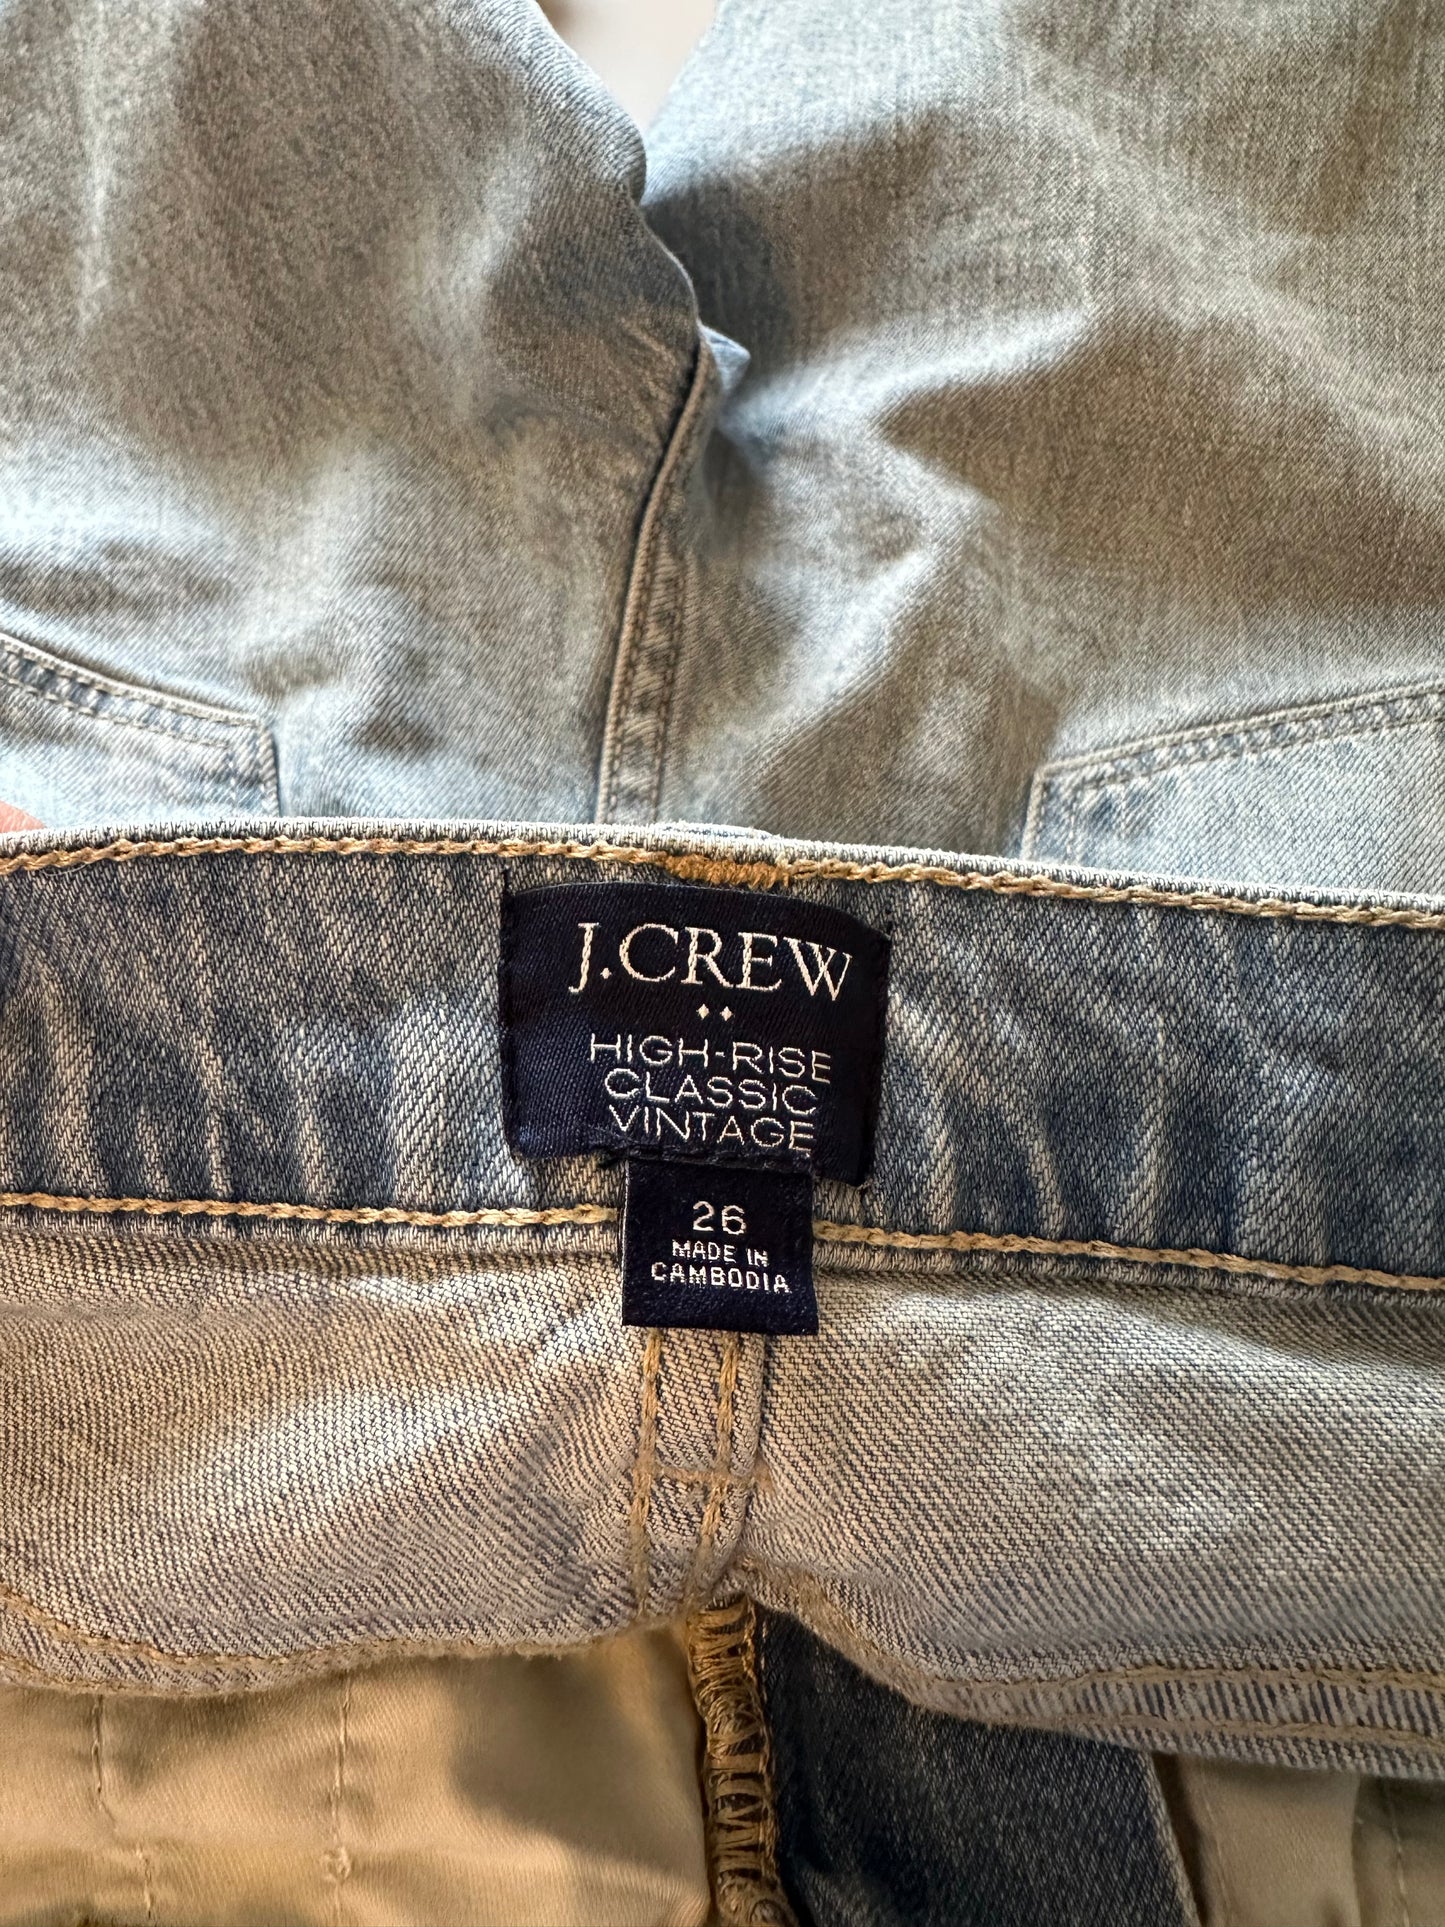 J.CREW
HIGH-RISE
CLASSIC
VINTAGE
26
MADE IN
CAMBODIA